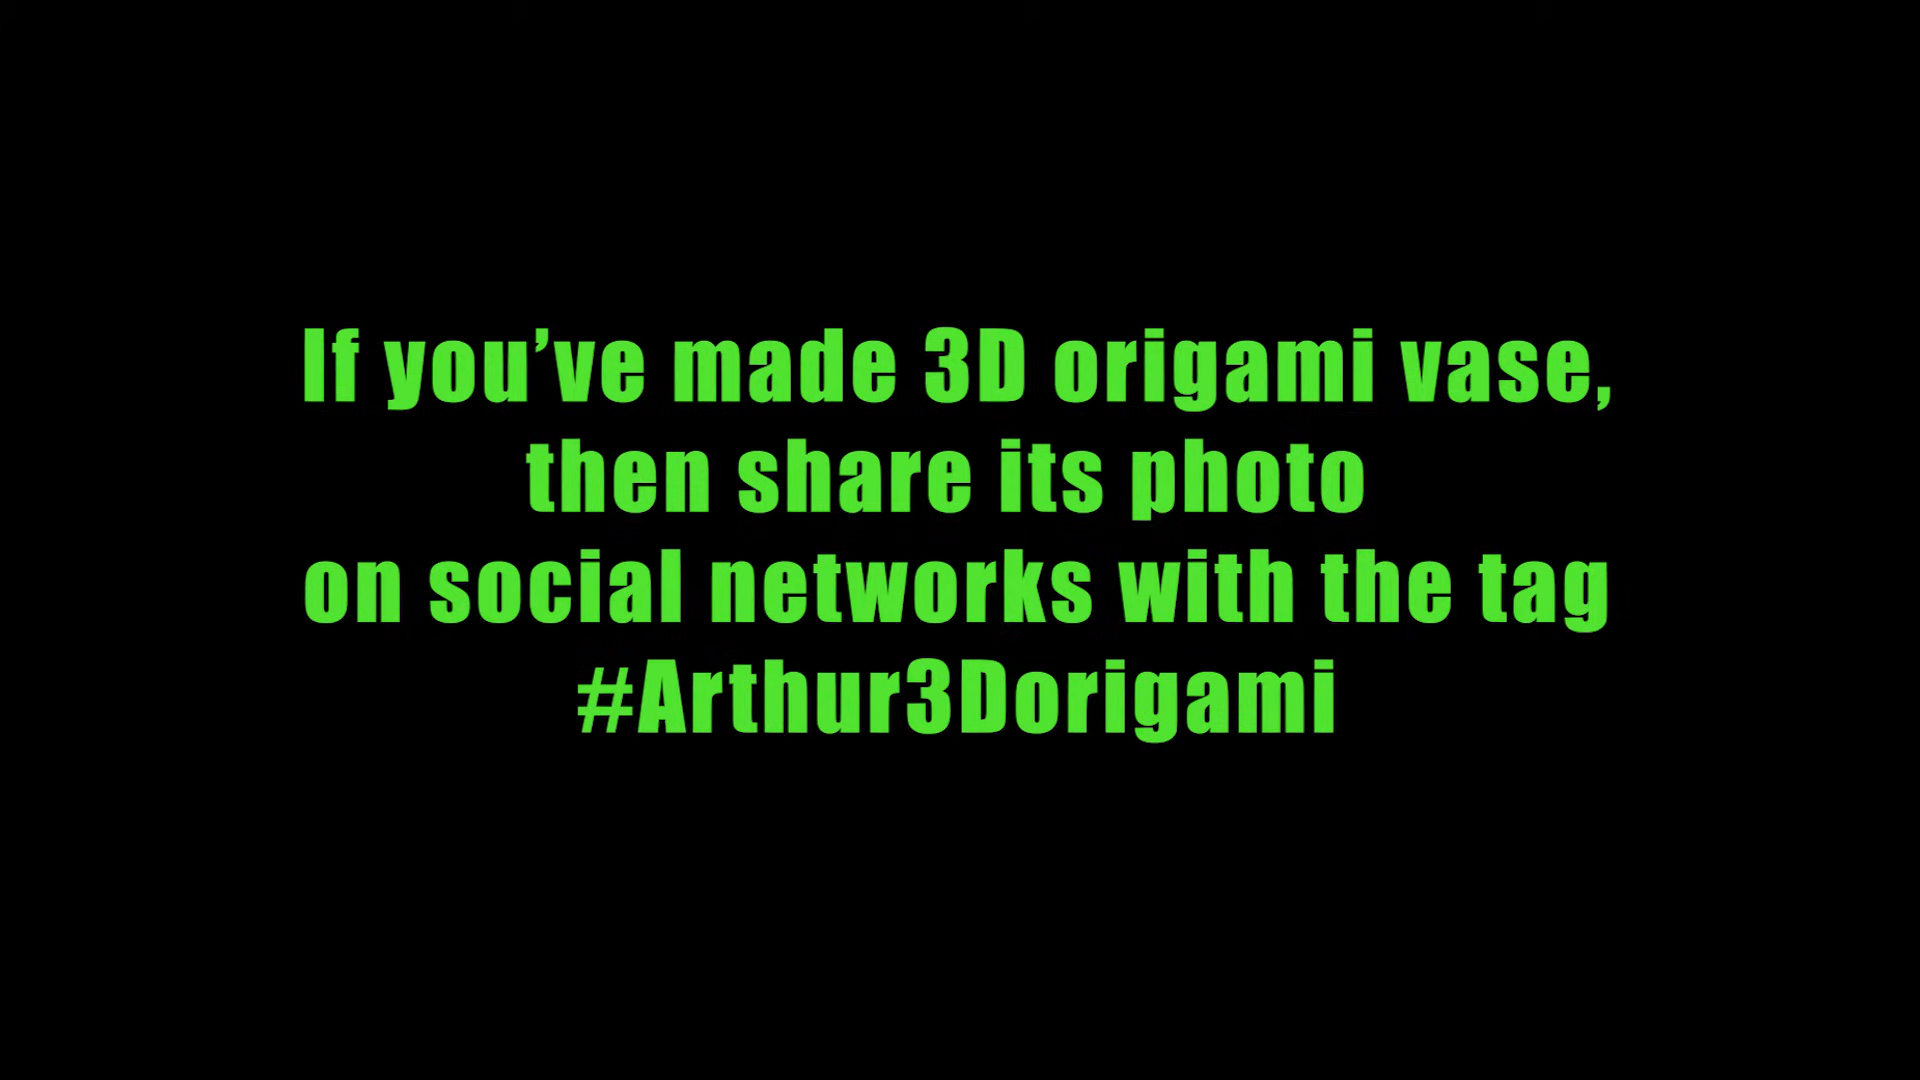 If you’ve made 3D origami vase,
then share its photo
on social networks with the tag
#Arthur3Dorigami